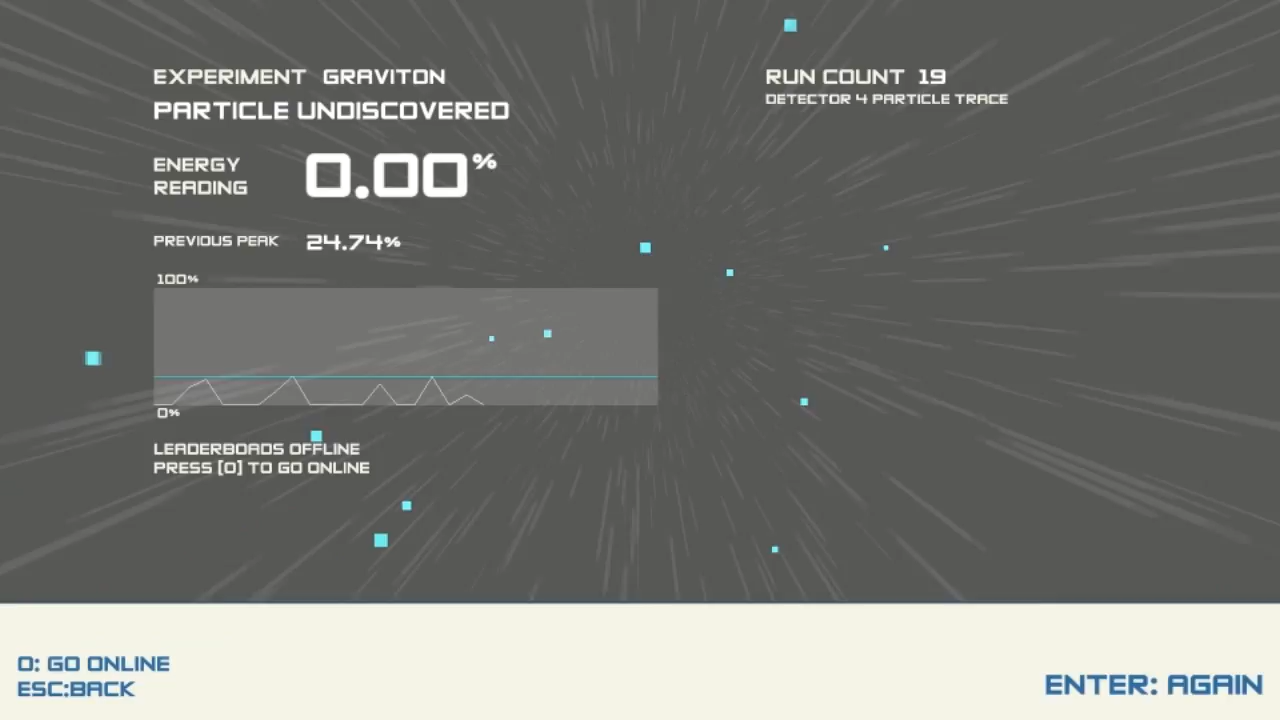 EXPERIMENT GRAVITON
PARTICLE UNDISCOVERED
RUN COUNT 19
DETECTOR 4 PARTICLE TRACE
ENERGY
READING
0.00%
PREVIOUS PEAK 24.74%
100%
0%
LEADERBOARDS OFFLINE
PRESS [O] TO GO ONLINE
O: GO ONLINE
ESC:BACK
ENTER: AGAIN